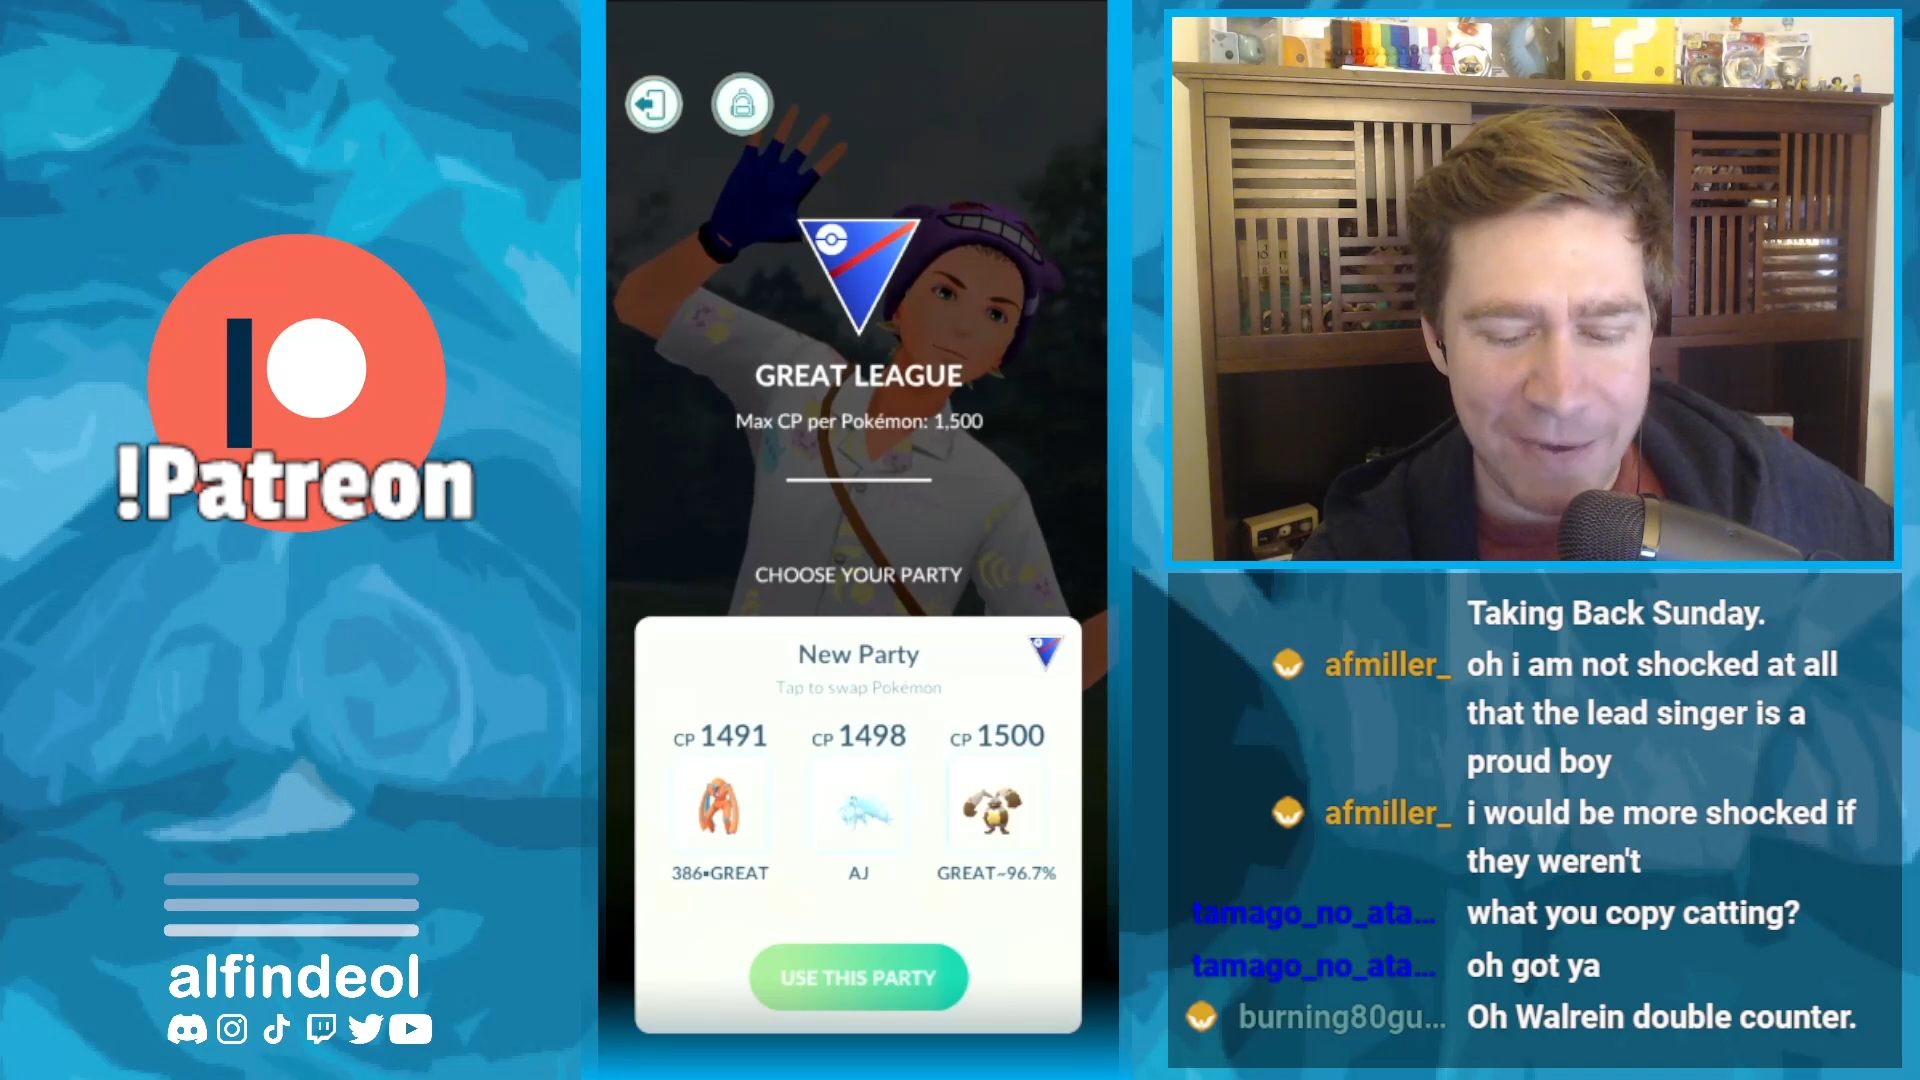 !Patreon
alfindeol
GREAT LEAGUE
Max CP per Pokémon: 1,500
CHOOSE YOUR PARTY
New Party
Tap to swap Pokémon
CP 1491
CP 1498
CP 1500
386•GREAT
AJ
GREAT~96.7%
USE THIS PARTY
Taking Back Sunday.
afmiller_ oh i am not shocked at all
that the lead singer is a
proud boy
afmiller_ i would be more shocked if
they weren't
tamago_no_ata... what you copy catting?
tamago_no_ata... oh got ya
burning80gu... Oh Walrein double counter.